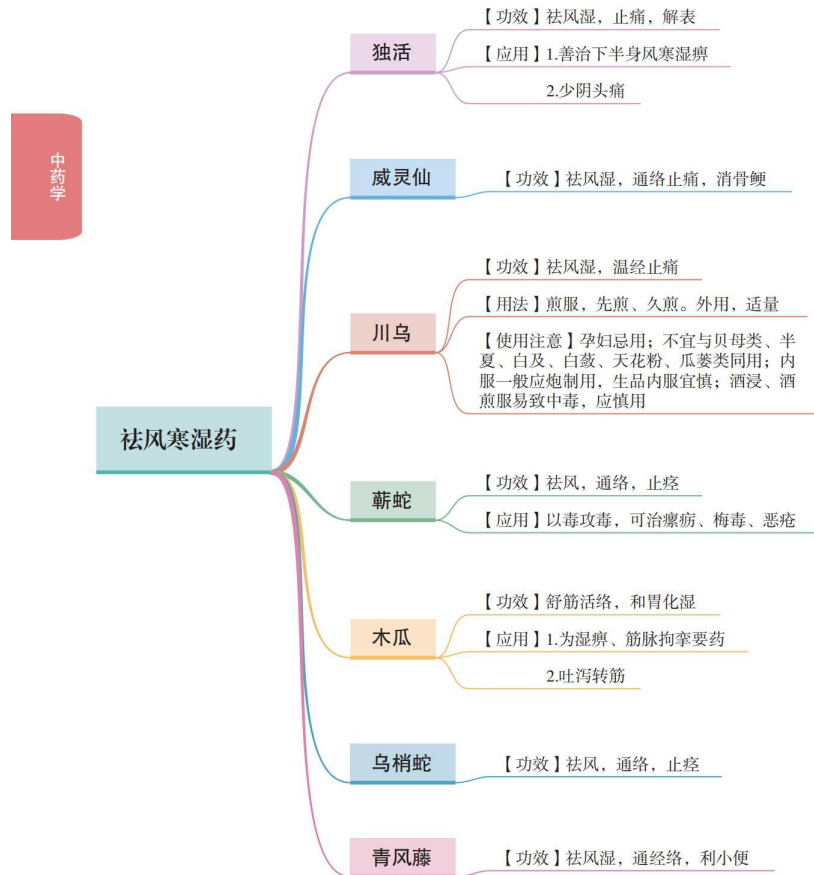 中药学
祛风寒湿药
独活
【功效】祛风湿，止痛，解表
【应用】1.善治下半身风寒湿痹
2.少阴头痛
威灵仙
【功效】祛风湿，通络止痛，消骨鲠
川乌
【功效】祛风湿，温经止痛
【用法】煎服，先煎、久煎。外用，适量
【使用注意】孕妇忌用；不宜与贝母类、半
夏、白及、白蔹、天花粉、瓜蒌类同用；内
服一般应炮制用，生品内服宜慎；酒浸、酒
煎服易致中毒，应慎用
蕲蛇
【功效】祛风，通络，止痉
【应用】以毒攻毒，可治瘰疬、梅毒、恶疮
木瓜
【功效】舒筋活络，和胃化湿
【应用】1.为湿痹、筋脉拘挛要药
2.吐泻转筋
乌梢蛇
【功效】祛风，通络，止痉
青风藤
【功效】祛风湿，通经络，利小便